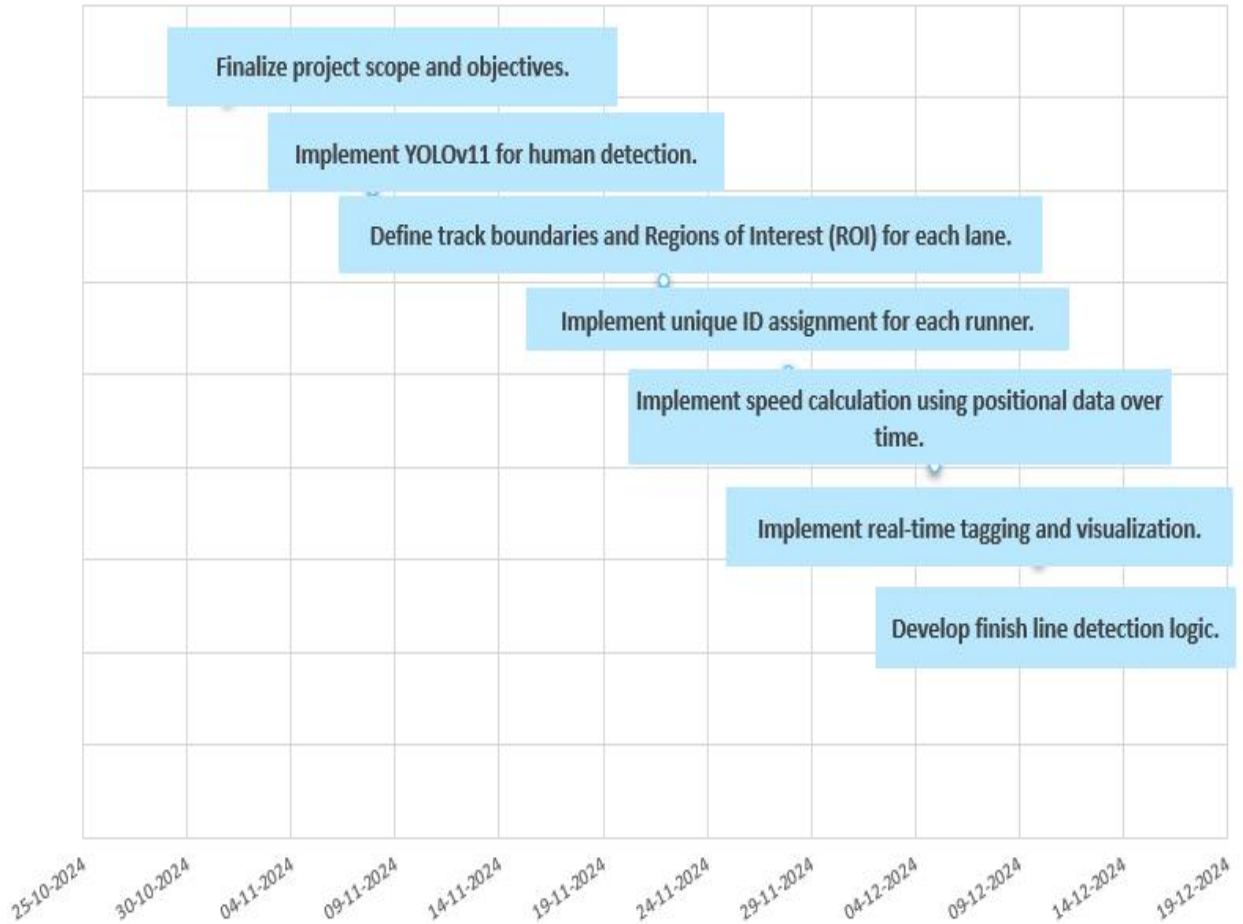 Finalize project scope and objectives.
Implement YOLOv11 for human detection.
Define track boundaries and Regions of Interest (ROI) for each lane.
Implement unique ID assignment for each runner.
Implement speed calculation using positional data over
time.
Implement real-time tagging and visualization.
Develop finish line detection logic.
25-10-2024
30-10-2024
04-11-2024
09-11-2024
14-11-2024
19-11-2024
24-11-2024
29-11-2024
04-12-2024
09-12-2024
14-12-2024
19-12-2024